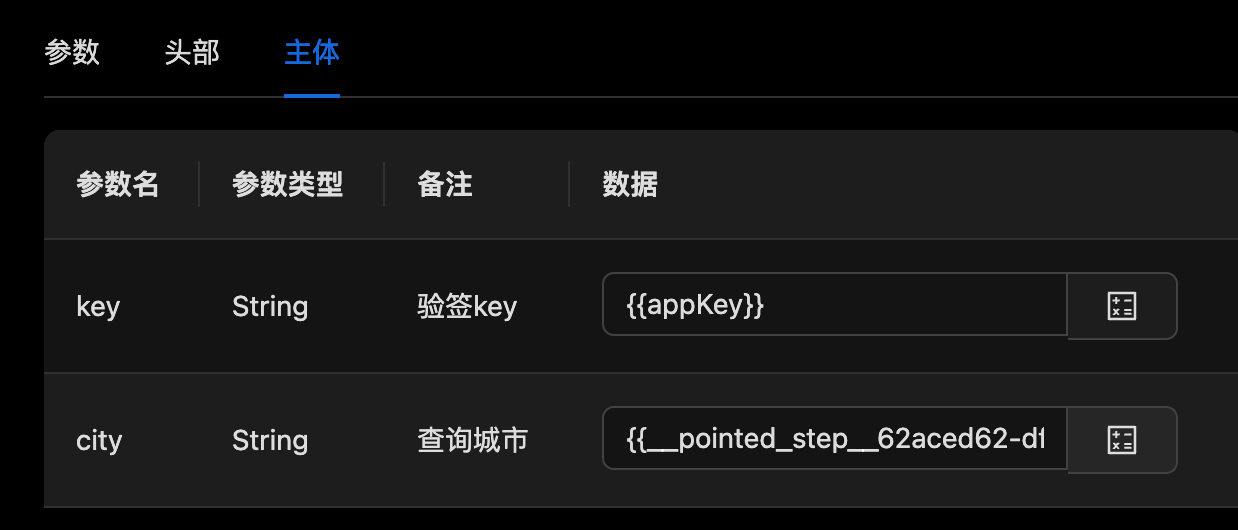 参数 头部 主体
参数名 参数类型 备注 数据
key String 验签key {{appKey}}
city String 查询城市 {{__pointed_step__62aced62-df